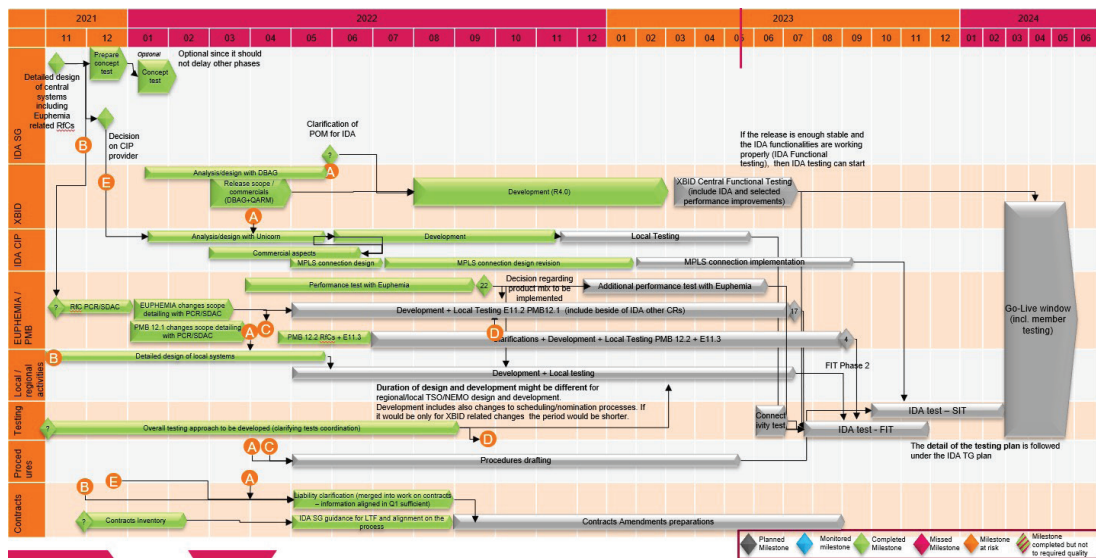 2021
2022
2023
2024
11
12
01
02
03
04
05
06
07
08
09
10
11
12
01
02
03
04
05
06
07
08
09
10
11
12
01
02
03
04
05
06
IDA SG
Detailed design
of central
systems
including
Euphemia
related RfCs
Prepare
concept
test
Optional
Concept
test
Optional since it should
not delay other phases
B
Decision
on CIP
provider
E
Clarification of
POM for IDA
?
If the release is enough stable and
the IDA functionalities are working
properly (IDA Functional
testing), then IDA testing can start
XBID
Analysis/design with DBAG
A
Release scope /
commercials
(DBAG+QARM)
Development (R4.0)
XBID Central Functional Testing
(include IDA and selected
performance improvements)
A
IDA CIP
Analysis/design with Unicorn
Development
Local Testing
Commercial aspects
MPLS connection design
MPLS connection design revision
MPLS connection implementation
EUPHEMIA /
PMB
Performance test with Euphemia
22
Decision regarding
product mix to be
implemented
Additional performance test with Euphemia
?
RfC PCR/SDAC
EUPHEMIA changes scope
detailing with PCR/SDAC
C
Development + Local Testing E11.2 PMB12.1 (include beside of IDA other CRs)
17
PMB 12.1 changes scope
detailing with PCR/SDAC
A
PMB 12.2 RfCs + E11.3
D
Clarifications + Development + Local Testing PMB 12.2 + E11.3
4
Local /
regional
activities
B
Detailed design of local systems
Development + Local testing
FIT Phase 2
Duration of design and development might be different for
regional/local TSO/NEMO design and development.
Development includes also changes to scheduling/nomination processes. If
it would be only for XBID related changes the period would be shorter.
Testing
?
Overall testing approach to be developed (clarifying tests coordination)
D
Connect
ivity test
IDA test – SIT
IDA test - FIT
The detail of the testing plan is followed
under the IDA TG plan
Go-Live window
(incl. member
testing)
Proced
ures
A
C
Procedures drafting
Contracts
B
E
A
Liability clarification (merged into work on contracts
– information aligned in Q1 sufficient)
?
Contracts Inventory
IDA SG guidance for LTF and alignment on the
process
Contracts Amendments preparations
Planned
Milestone
Monitored
milestone
Completed
Milestone
Missed
Milestone
Milestone
at risk
Milestone
completed but not
to required quality